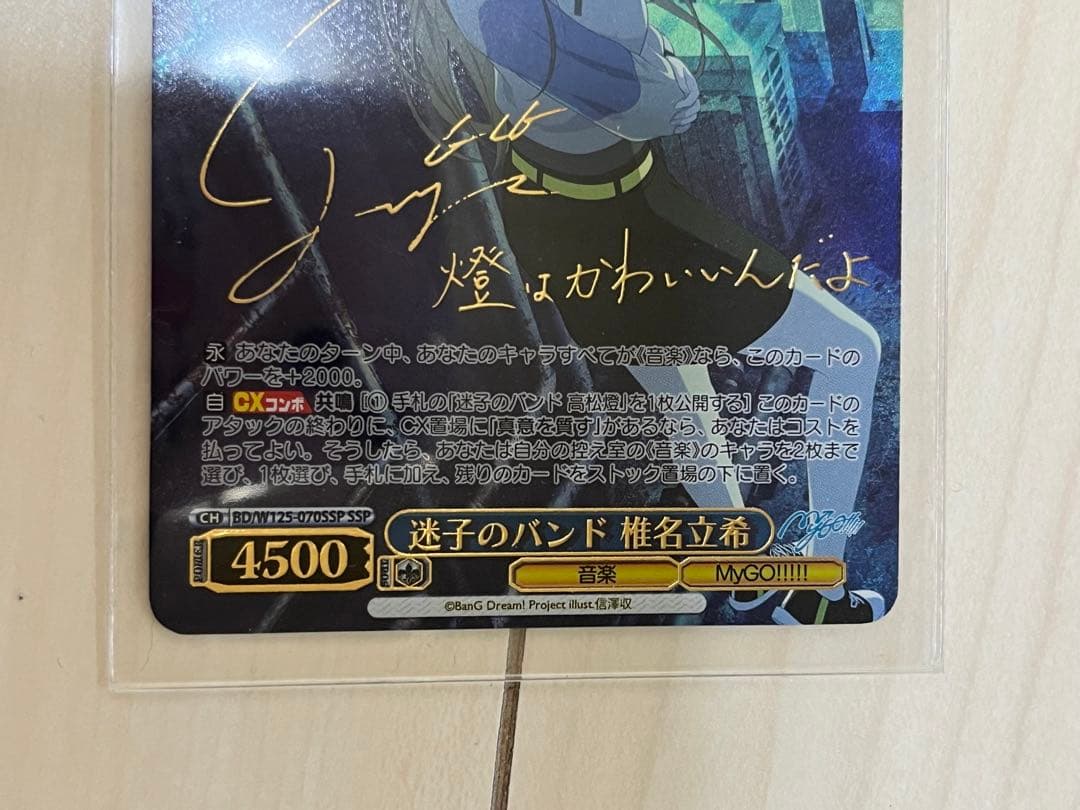 燈はかわいいんだよ
永 あなたのターン中、あなたのキャラすべてが《音楽》なら、このカードの
パワーを＋2000。
自 CXコンボ 共鳴 [① 手札の「迷子のバンド 高松燈」を1枚公開する] このカードの
アタックの終わりに、CX置場に「真意を質す」があるなら、あなたはコストを
払ってよい。そうしたら、あなたは自分の控え室の《音楽》のキャラを2枚まで
選び、1枚選び、手札に加え、残りのカードをストック置場の下に置く。
CH BD/W125-070SSP SSP
迷子のバンド 椎名立希
POWER 4500
音楽 MyGO!!!!!
©BanG Dream! Project illust.信澤収